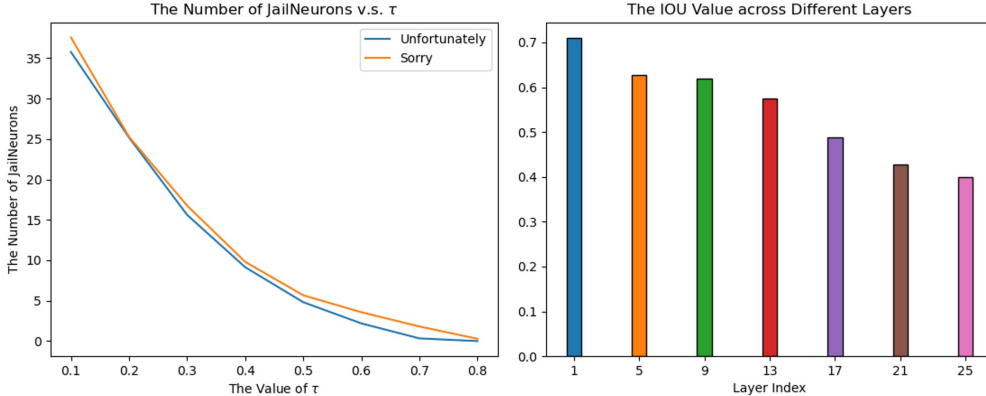 The Number of JailNeurons v.s. τ
The Number of JailNeurons
35
30
25
20
15
10
5
0
Unfortunately
Sorry
0.1 0.2 0.3 0.4 0.5 0.6 0.7 0.8
The Value of τ
The IOU Value across Different Layers
0.7
0.6
0.5
0.4
0.3
0.2
0.1
0.0
1 5 9 13 17 21 25
Layer Index